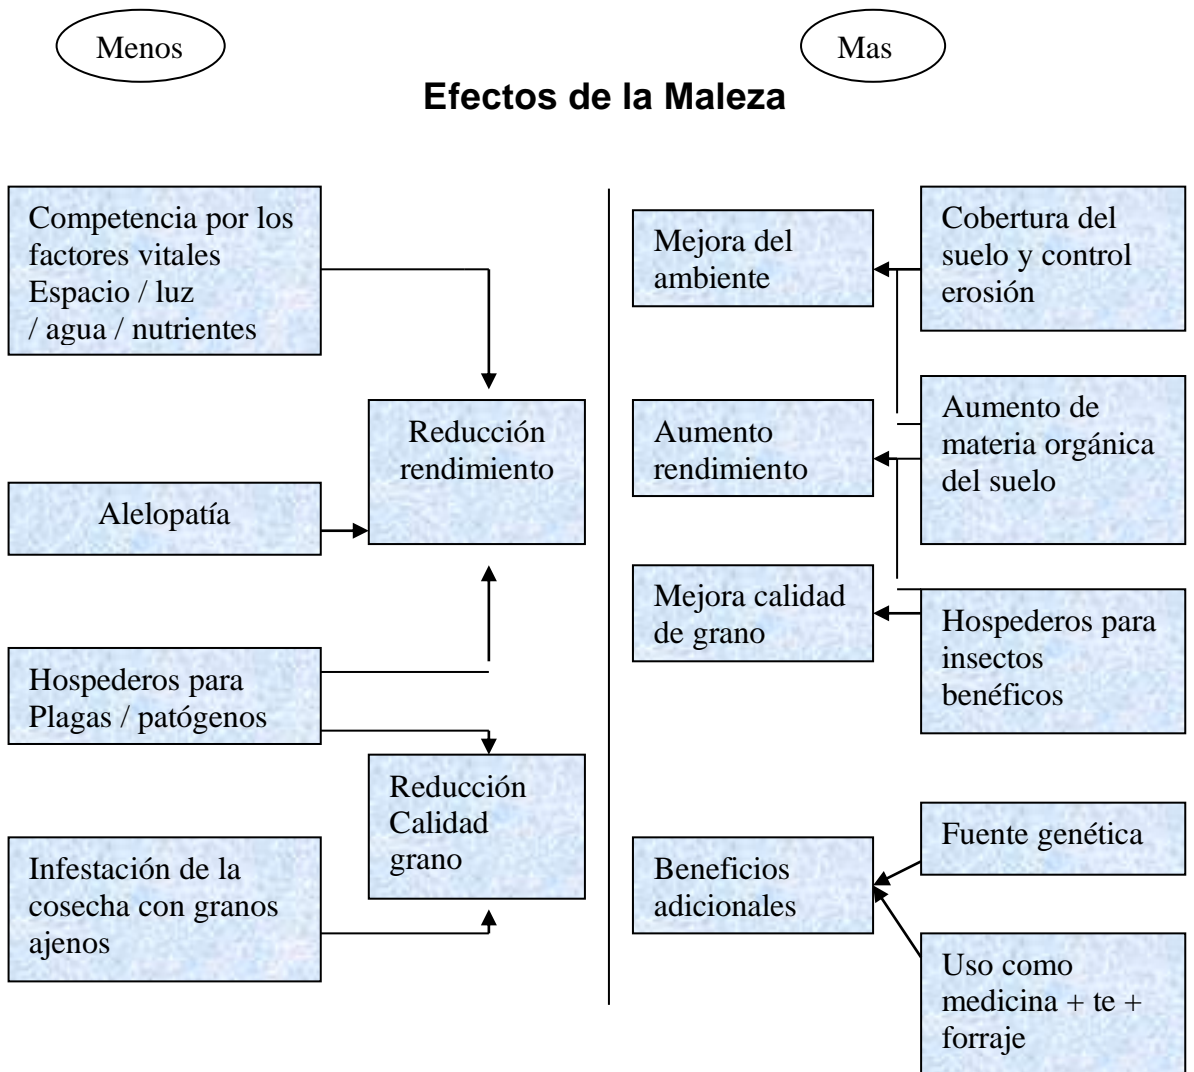 Menos
Mas
Efectos de la Maleza
Competencia por los
factores vitales
Espacio / luz
/ agua / nutrientes
Reducción
rendimiento
Alelopatía
Hospederos para
Plagas / patógenos
Reducción
Calidad
grano
Infestación de la
cosecha con granos
ajenos
Mejora del
ambiente
Cobertura del
suelo y control
erosión
Aumento
rendimiento
Aumento de
materia orgánica
del suelo
Mejora calidad
de grano
Hospederos para
insectos
benéficos
Beneficios
adicionales
Fuente genética
Uso como
medicina + te +
forraje